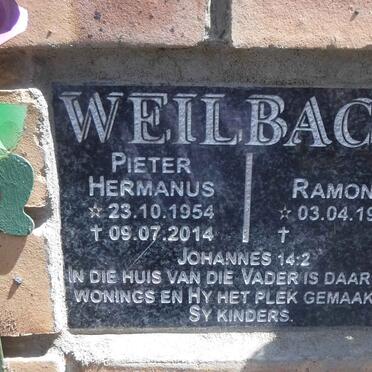 WEILBAC
PIETER
HERMANUS
☆ 23.10.1954
✝ 09.07.2014
RAMON
☆ 03.04.19
✝
JOHANNES 14:2
IN DIE HUIS VAN DIE VADER IS DAAR
WONINGS EN HY HET PLEK GEMAAK
SY KINDERS.